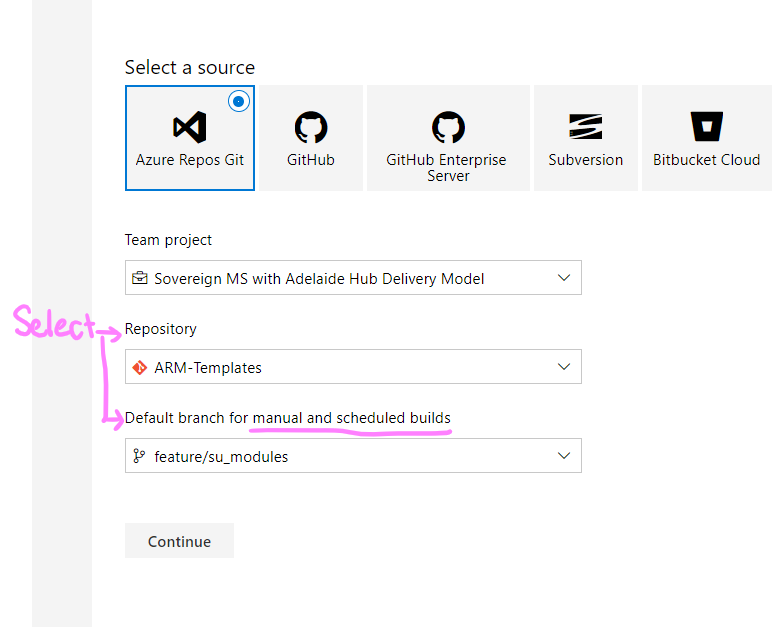 Select a source
Azure Repos Git
GitHub
GitHub Enterprise
Server
Subversion
Bitbucket Cloud
Team project
Sovereign MS with Adelaide Hub Delivery Model
Select
Repository
ARM-Templates
Default branch for manual and scheduled builds
feature/su_modules
Continue